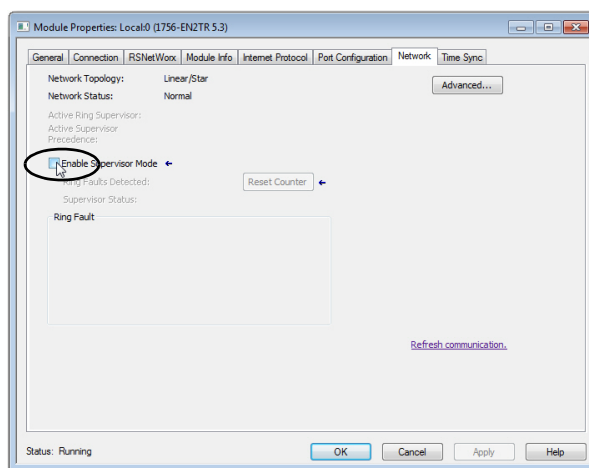 Module Properties: Local:0 (1756-EN2TR 5.3)
General Connection RSNetWorx Module Info Internet Protocol Port Configuration Network Time Sync
Network Topology: Linear/Star
Advanced...
Network Status: Normal
Active Ring Supervisor:
Active Supervisor
Precedence:
Enable Supervisor Mode
Ring Faults Detected: Reset Counter
Supervisor Status:
Ring Fault
Refresh communication.
Status: Running OK Cancel Apply Help